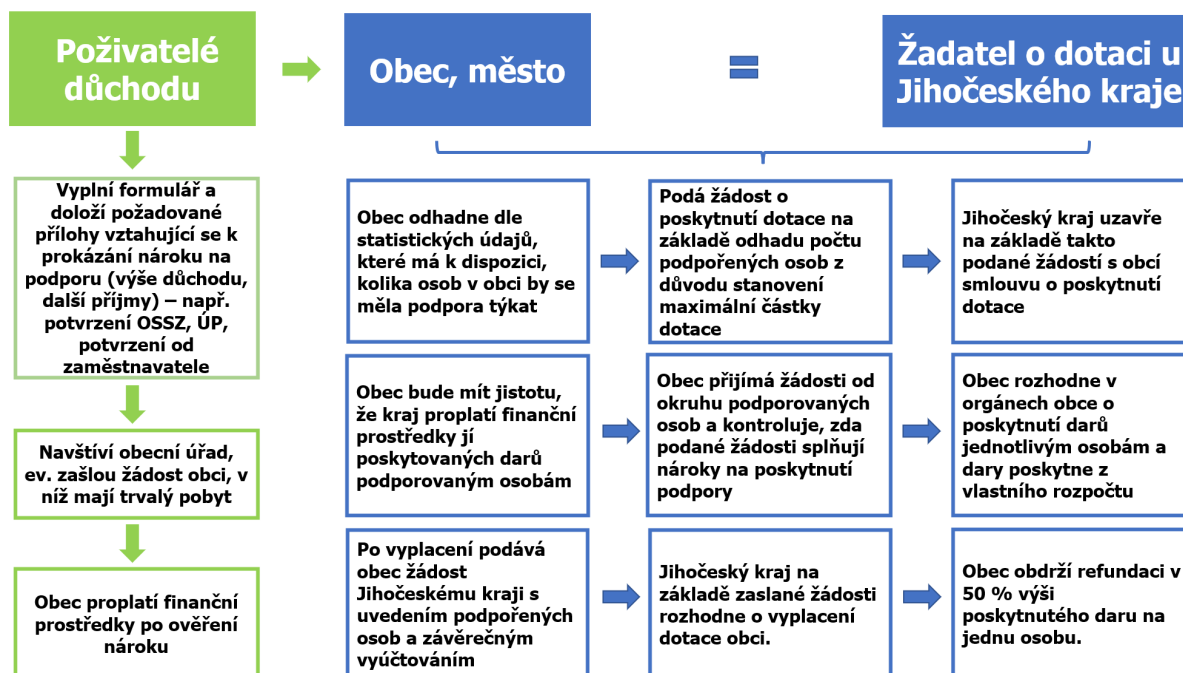 Poživatelé
důchodu
Obec, město
=
Žadatel o dotaci u
Jihočeského kraje
Vyplní formulář a
doloží požadované
přílohy vztahující se k
prokázání nároku na
podporu (výše důchodu,
další příjmy) – např.
potvrzení OSSZ, ÚP,
potvrzení od
zaměstnavatele
Navštíví obecní úřad,
ev. zašlou žádost obci, v
níž mají trvalý pobyt
Obec proplatí finanční
prostředky po ověření
nároku
Obec odhadne dle
statistických údajů,
které má k dispozici,
kolika osob v obci by se
měla podpora týkat
Podá žádost o
poskytnutí dotace na
základě odhadu počtu
podpořených osob z
důvodu stanovení
maximální částky
dotace
Jihočeský kraj uzavře
na základě takto
podané žádostí s obcí
smlouvu o poskytnutí
dotace
Obec bude mít jistotu,
že kraj proplatí finanční
prostředky jí
poskytovaných darů
podporovaným osobám
Obec přijímá žádosti od
okruhu podporovaných
osob a kontroluje, zda
podané žádosti splňují
nároky na poskytnutí
podpory
Obec rozhodne v
orgánech obce o
poskytnutí darů
jednotlivým osobám a
dary poskytne z
vlastního rozpočtu
Po vyplacení podává
obec žádost
Jihočeskému kraji s
uvedením podpořených
osob a závěrečným
vyúčtováním
Jihočeský kraj na
základě zaslané žádosti
rozhodne o vyplacení
dotace obci.
Obec obdrží refundaci v
50 % výši
poskytnutého daru na
jednu osobu.